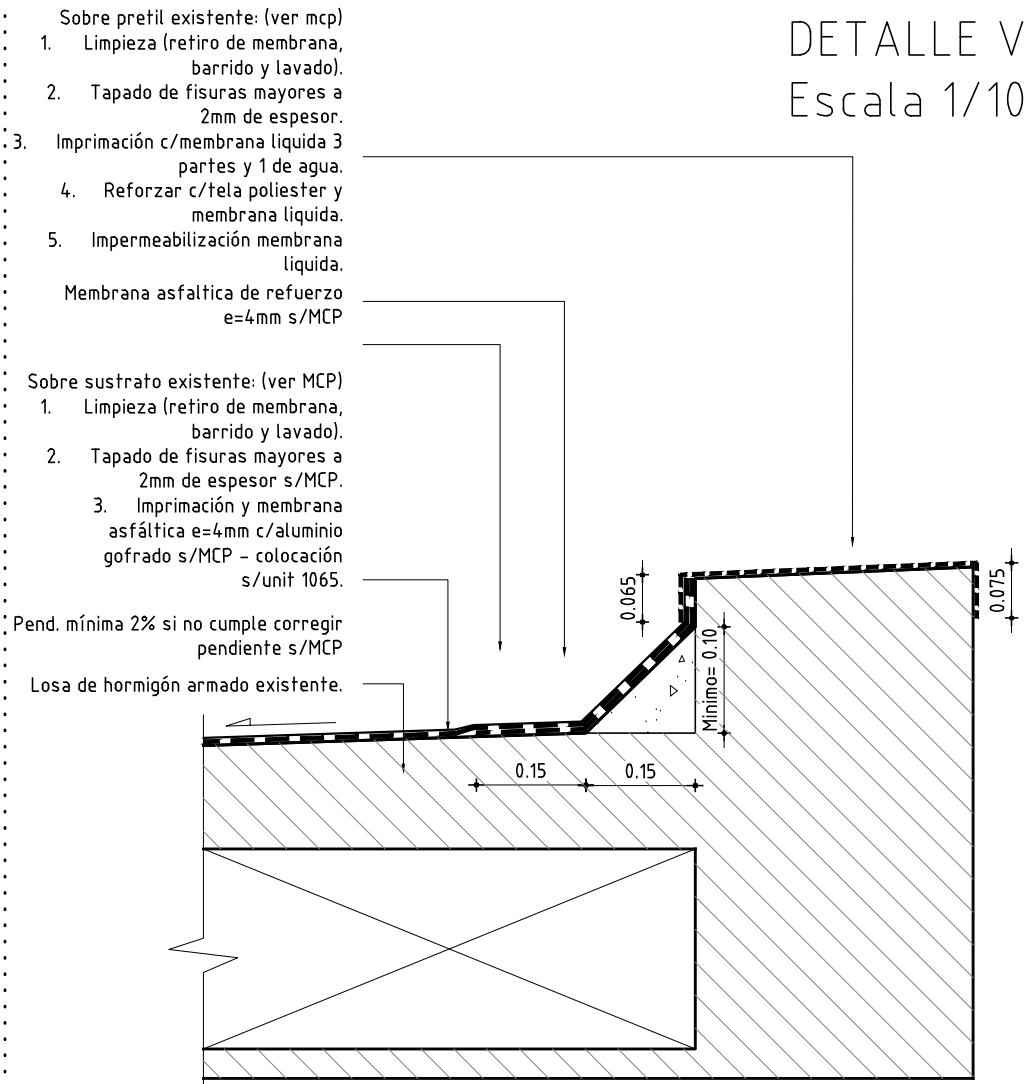 DETALLE V
Escala 1/10
Sobre pretil existente: (ver mcp)
1. Limpieza (retiro de membrana,
barrido y lavado).
2. Tapado de fisuras mayores a
2mm de espesor.
3. Imprimación c/membrana liquida 3
partes y 1 de agua.
4. Reforzar c/tela poliester y
membrana liquida.
5. Impermeabilización membrana
liquida.
Membrana asfaltica de refuerzo
e=4mm s/MCP
Sobre sustrato existente: (ver MCP)
1. Limpieza (retiro de membrana,
barrido y lavado).
2. Tapado de fisuras mayores a
2mm de espesor s/MCP.
3. Imprimación y membrana
asfáltica e=4mm c/aluminio
gofrado s/MCP – colocación
s/unit 1065.
Pend. mínima 2% si no cumple corregir
pendiente s/MCP
Losa de hormigón armado existente.
0.065
0.075
Minimo= 0.10
0.15
0.15